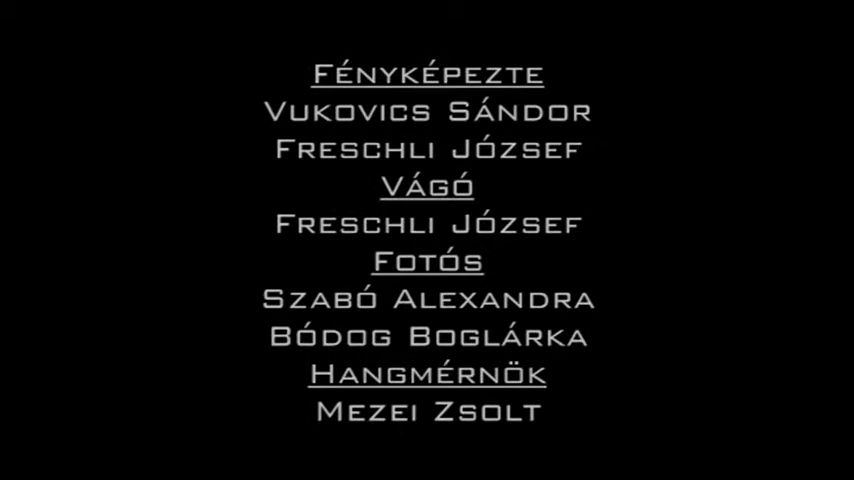 Fényképezte
Vukovics Sándor
Freschli József
Vágó
Freschli József
Fotós
Szabó Alexandra
Bódog Boglárka
Hangmérnök
Mezei Zsolt